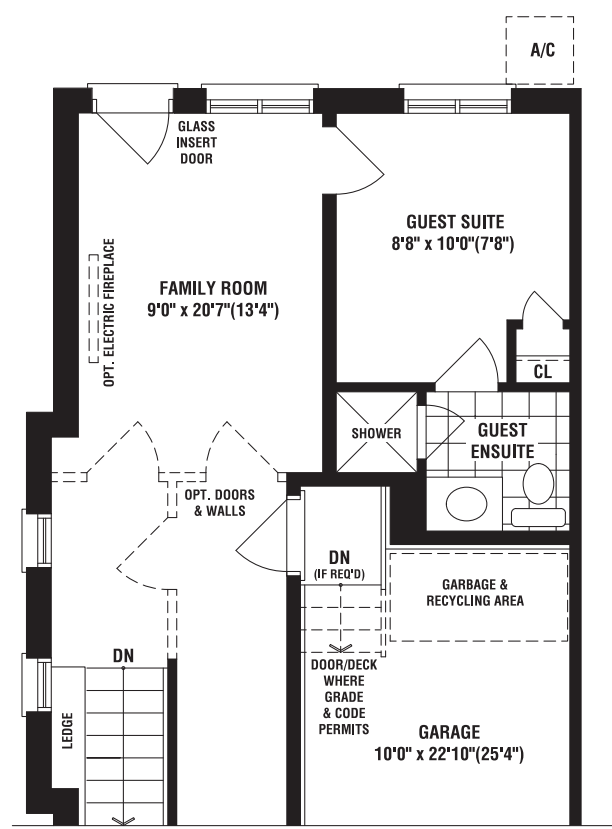 A/C
GLASS
INSERT
DOOR
GUEST SUITE
8'8" x 10'0"(7'8")
OPT. ELECTRIC FIREPLACE
FAMILY ROOM
9'0" x 20'7"(13'4")
CL
SHOWER
GUEST
ENSUITE
OPT. DOORS
& WALLS
DN
(IF REQ'D)
GARBAGE &
RECYCLING AREA
DN
DOOR/DECK
WHERE
GRADE
& CODE
PERMITS
LEDGE
GARAGE
10'0" x 22'10"(25'4")